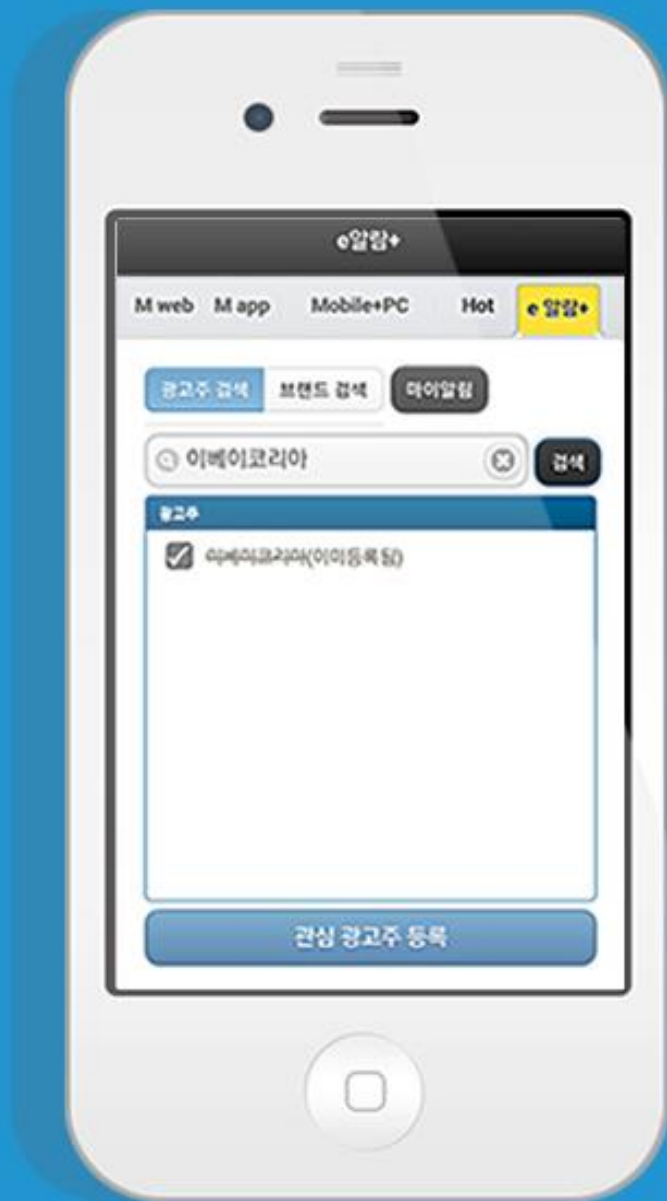 e알람+
M web M app Mobile+PC Hot e 알람+
광고주 검색 브랜드 검색 마이알림
이베이코리아 검색
광고주
이베이코리아(이미등록됨)
관심 광고주 등록